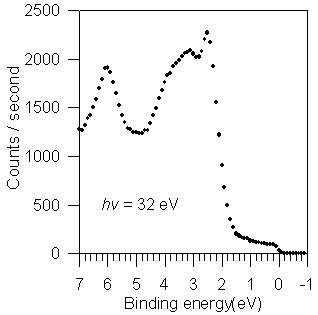 2500
2000
1500
1000
500
0
Counts / second
hν = 32 eV
7 6 5 4 3 2 1 0 -1
Binding energy(eV)